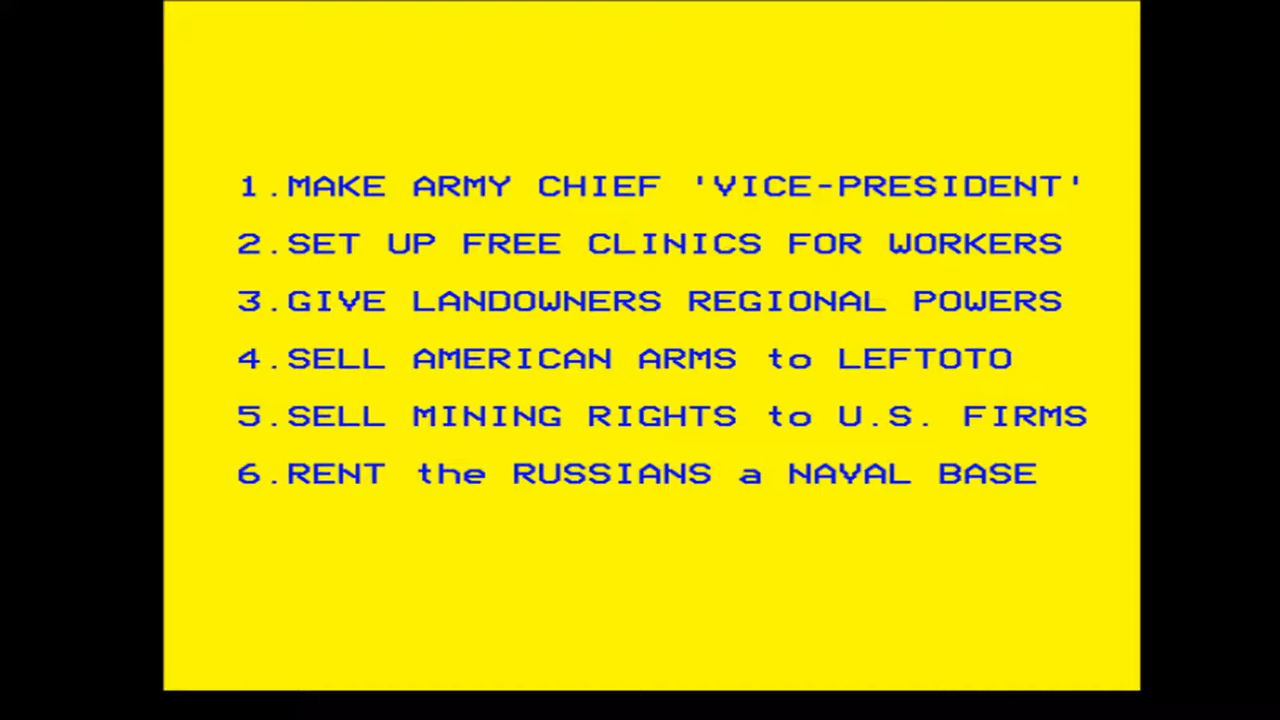 1.MAKE ARMY CHIEF 'VICE-PRESIDENT'
2.SET UP FREE CLINICS FOR WORKERS
3.GIVE LANDOWNERS REGIONAL POWERS
4.SELL AMERICAN ARMS to LEFTOTO
5.SELL MINING RIGHTS to U.S. FIRMS
6.RENT the RUSSIANS a NAVAL BASE